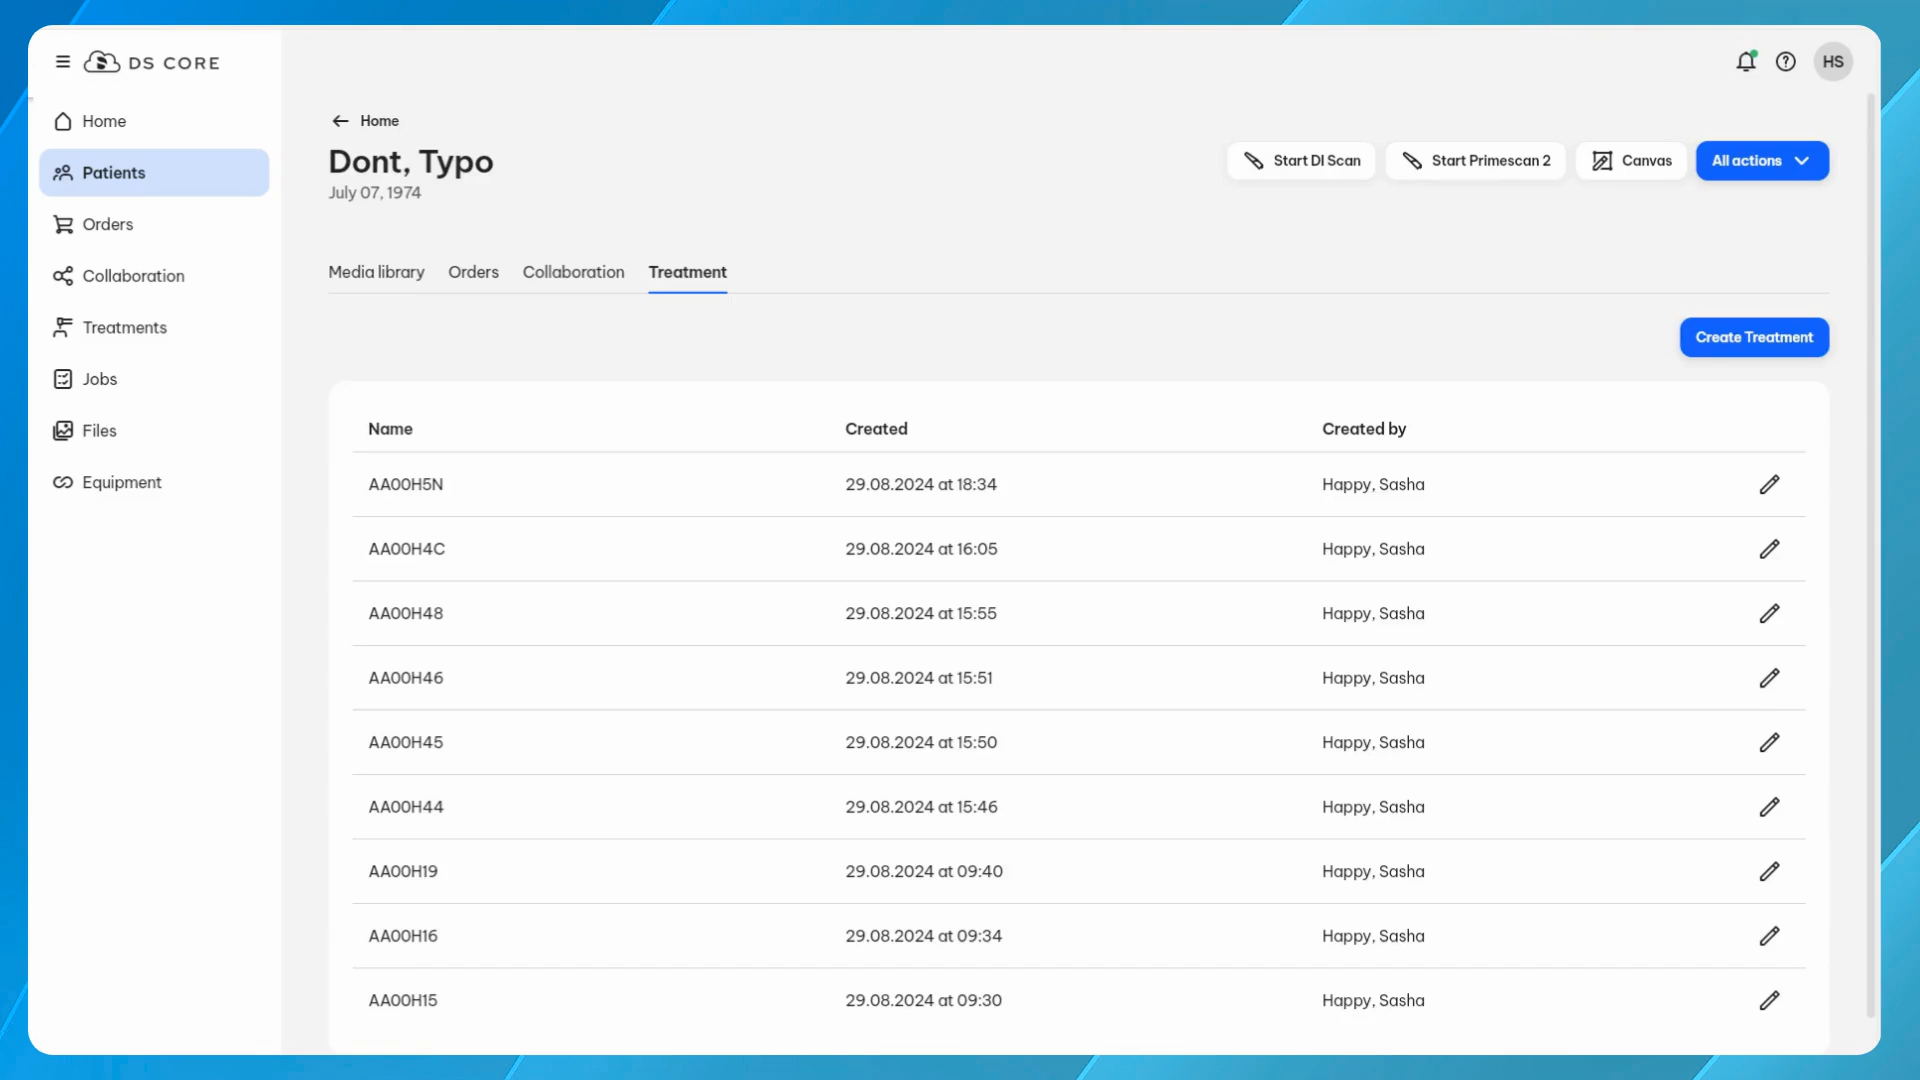 DS CORE
HS
Home
Patients
Orders
Collaboration
Treatments
Jobs
Files
Equipment
Home
Dont, Typo
July 07, 1974
Start DI Scan
Start Primescan 2
Canvas
All actions
Media library Orders Collaboration Treatment
Create Treatment
Name Created Created by
AA00H5N 29.08.2024 at 18:34 Happy, Sasha
AA00H4C 29.08.2024 at 16:05 Happy, Sasha
AA00H48 29.08.2024 at 15:55 Happy, Sasha
AA00H46 29.08.2024 at 15:51 Happy, Sasha
AA00H45 29.08.2024 at 15:50 Happy, Sasha
AA00H44 29.08.2024 at 15:46 Happy, Sasha
AA00H19 29.08.2024 at 09:40 Happy, Sasha
AA00H16 29.08.2024 at 09:34 Happy, Sasha
AA00H15 29.08.2024 at 09:30 Happy, Sasha